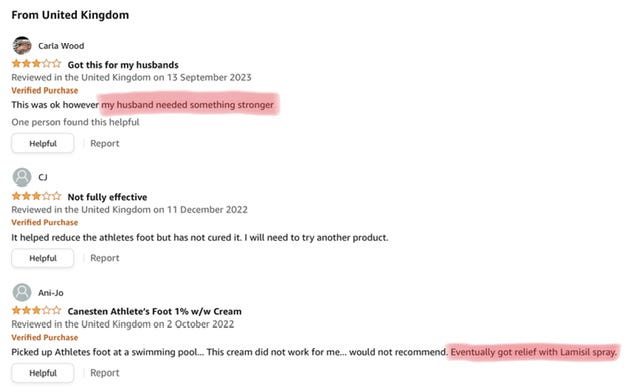 From United Kingdom
Carla Wood
Got this for my husbands
Reviewed in the United Kingdom on 13 September 2023
Verified Purchase
This was ok however my husband needed something stronger
One person found this helpful
Helpful Report
CJ
Not fully effective
Reviewed in the United Kingdom on 11 December 2022
Verified Purchase
It helped reduce the athletes foot but has not cured it. I will need to try another product.
Helpful Report
Ani-Jo
Canesten Athlete's Foot 1% w/w Cream
Reviewed in the United Kingdom on 2 October 2022
Verified Purchase
Picked up Athletes foot at a swimming pool... This cream did not work for me... would not recommend. Eventually got relief with Lamisil spray.
Helpful Report